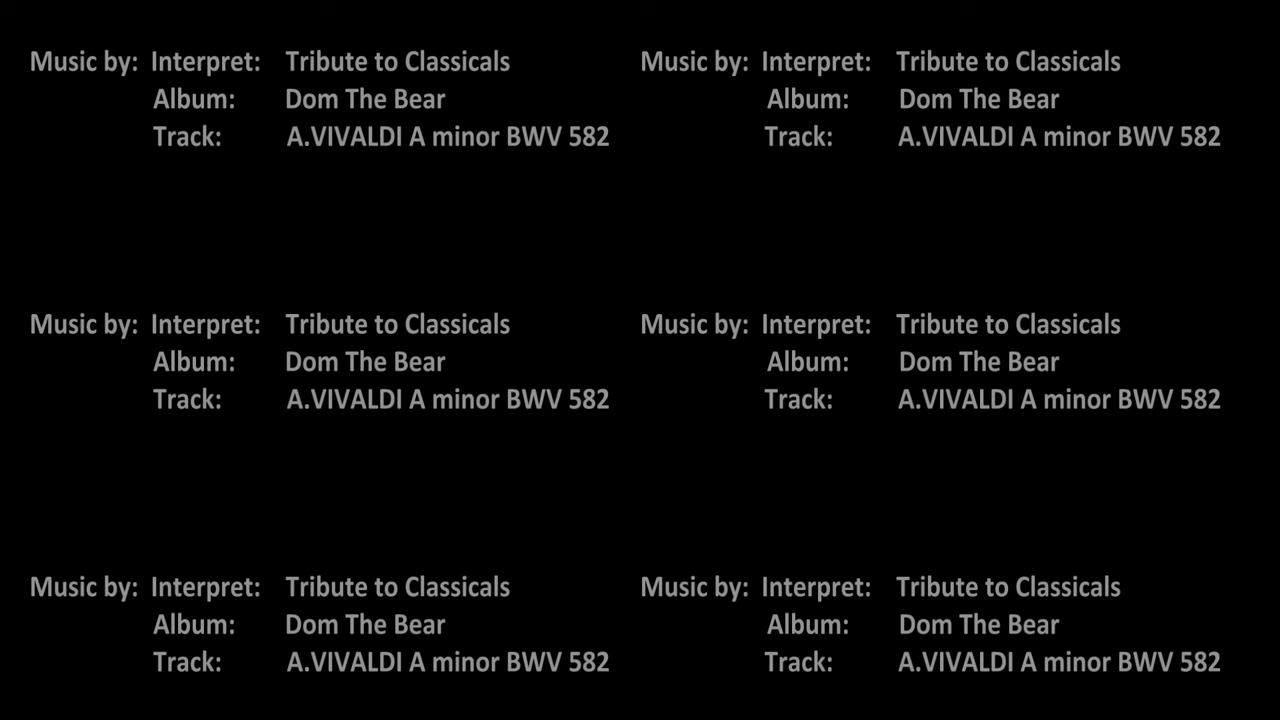 Music by: Interpret: Tribute to Classicals
Album: Dom The Bear
Track: A.VIVALDI A minor BWV 582
Music by: Interpret: Tribute to Classicals
Album: Dom The Bear
Track: A.VIVALDI A minor BWV 582
Music by: Interpret: Tribute to Classicals
Album: Dom The Bear
Track: A.VIVALDI A minor BWV 582
Music by: Interpret: Tribute to Classicals
Album: Dom The Bear
Track: A.VIVALDI A minor BWV 582
Music by: Interpret: Tribute to Classicals
Album: Dom The Bear
Track: A.VIVALDI A minor BWV 582
Music by: Interpret: Tribute to Classicals
Album: Dom The Bear
Track: A.VIVALDI A minor BWV 582